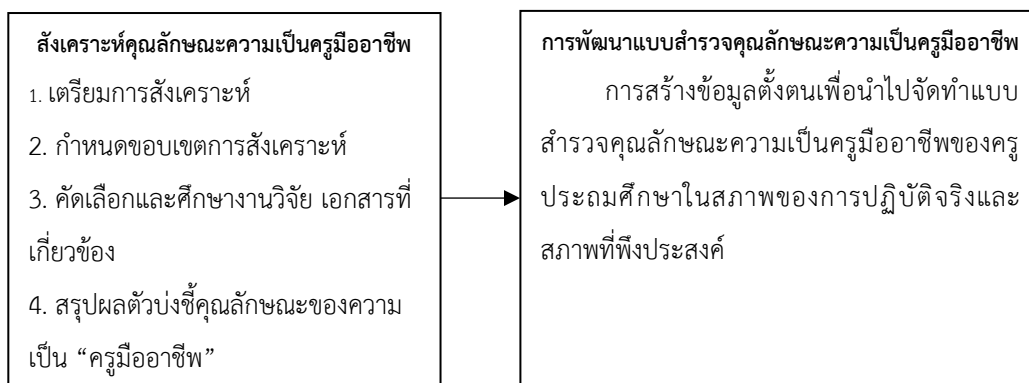 สังเคราะห์คุณลักษณะความเป็นครูมืออาชีพ
1. เตรียมการสังเคราะห์
2. กำหนดขอบเขตการสังเคราะห์
3. คัดเลือกและศึกษางานวิจัย เอกสารที่
เกี่ยวข้อง
4. สรุปผลตัวบ่งชี้คุณลักษณะของความ
เป็น “ครูมืออาชีพ”
การพัฒนาแบบสำรวจคุณลักษณะความเป็นครูมืออาชีพ
การสร้างข้อมูลตั้งตนเพื่อนำไปจัดทำแบบ
สำรวจคุณลักษณะความเป็นครูมืออาชีพของครู
ประถมศึกษาในสภาพของการปฏิบัติจริงและ
สภาพที่พึงประสงค์